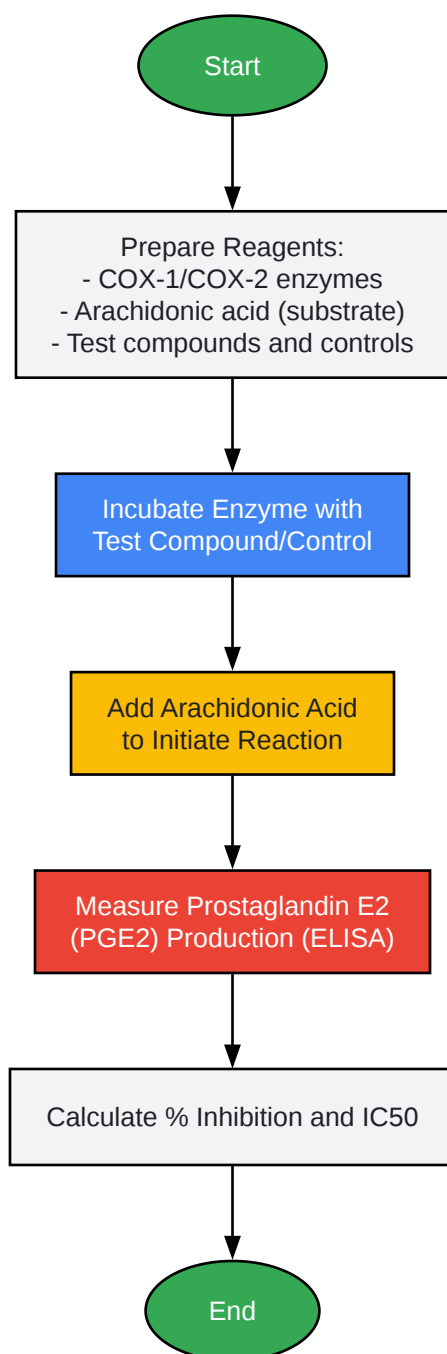 Start
Prepare Reagents:
- COX-1/COX-2 enzymes
- Arachidonic acid (substrate)
- Test compounds and controls
Incubate Enzyme with
Test Compound/Control
Add Arachidonic Acid
to Initiate Reaction
Measure Prostaglandin E2
(PGE2) Production (ELISA)
Calculate % Inhibition and IC50
End